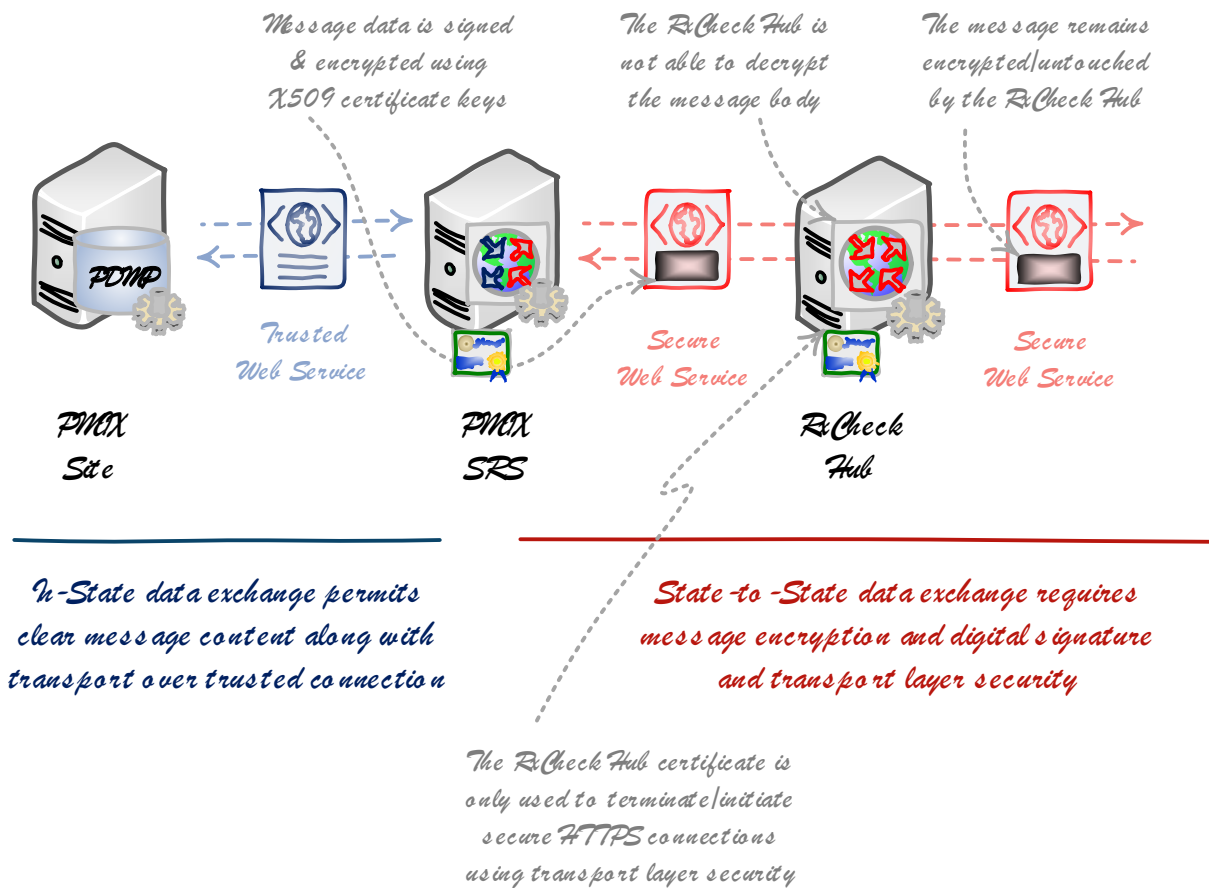 Message data is signed
& encrypted using
X509 certificate keys
The RxCheck Hub is
not able to decrypt
the message body
The message remains
encrypted/untouched
by the RxCheck Hub
PDMP
Trusted
Web Service
Secure
Web Service
Secure
Web Service
PMIX
Site
PMIX
SRS
RxCheck
Hub
In-State data exchange permits
clear message content along with
transport over trusted connection
State-to-State data exchange requires
message encryption and digital signature
and transport layer security
The RxCheck Hub certificate is
only used to terminate/initiate
secure HTTPS connections
using transport layer security